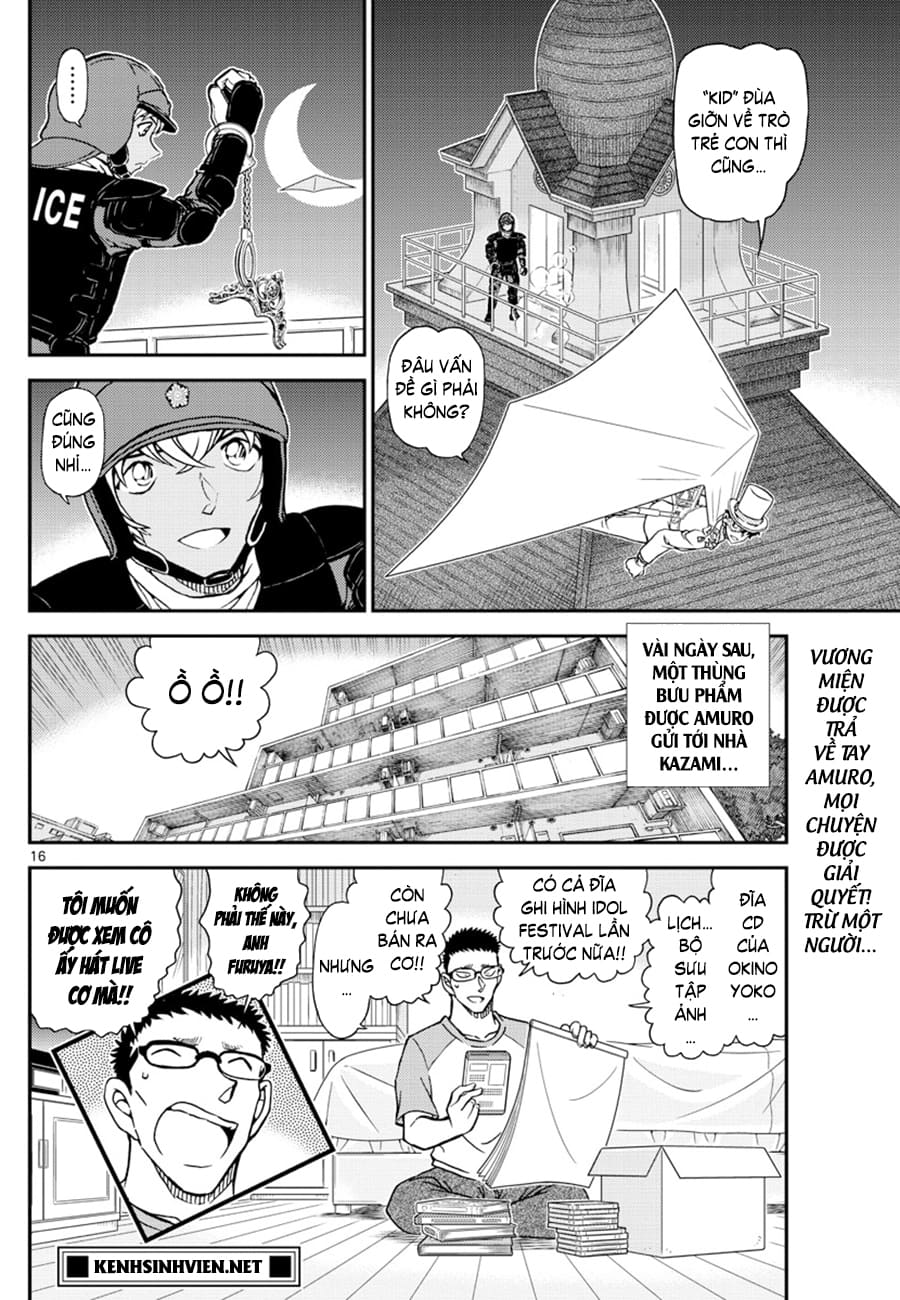 “KID” ĐÙA
GIỠN VỀ TRÒ
TRẺ CON THÌ
CŨNG...
ĐÂU VẤN
ĐỀ GÌ PHẢI
KHÔNG?
......
ICE
CŨNG
ĐÚNG
NHỈ...
VÀI NGÀY SAU,
MỘT THÙNG
BƯU PHẨM
ĐƯỢC AMURO
GỬI TỚI NHÀ
KAZAMI...
Ồ Ồ!!
VƯƠNG
MIỆN ĐƯỢC
TRẢ
VỀ TAY
AMURO,
MỌI
CHUYỆN
ĐƯỢC
GIẢI
QUYẾT!
TRỪ MỘT
NGƯỜI...
16
ĐĨA
CD
CỦA
OKINO
YOKO...
LỊCH...
BỘ
SƯU
TẬP
ẢNH
...
CÓ CẢ ĐĨA
GHI HÌNH IDOL
FESTIVAL LẦN
TRƯỚC NỮA!!
CÒN
CHƯA
BÁN RA
CƠ!!
NHƯNG
...
KHÔNG
PHẢI THẾ NÀY,
ANH
FURUYA!!
TÔI MUỐN
ĐƯỢC XEM CÔ
ẤY HÁT LIVE
CƠ MÀ!!
KENHSINHVIEN.NET